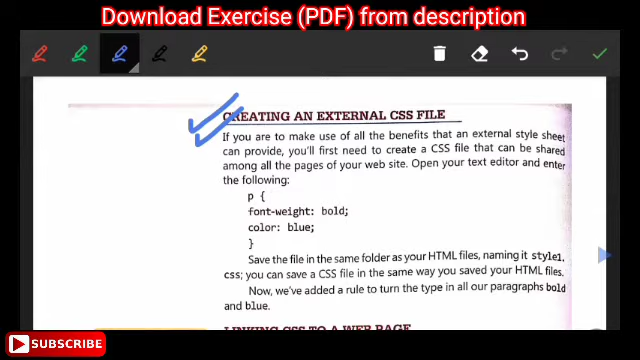 Download Exercise (PDF) from description
CREATING AN EXTERNAL CSS FILE
If you are to make use of all the benefits that an external style sheet
can provide, you'll first need to create a CSS file that can be shared
among all the pages of your web site. Open your text editor and enter
the following:
p {
font-weight: bold;
color: blue;
}
Save the file in the same folder as your HTML files, naming it style1.
css; you can save a CSS file in the same way you saved your HTML files.
Now, we've added a rule to turn the type in all our paragraphs bold
and blue.
LINKING CSS TO A WEB PAGE
SUBSCRIBE